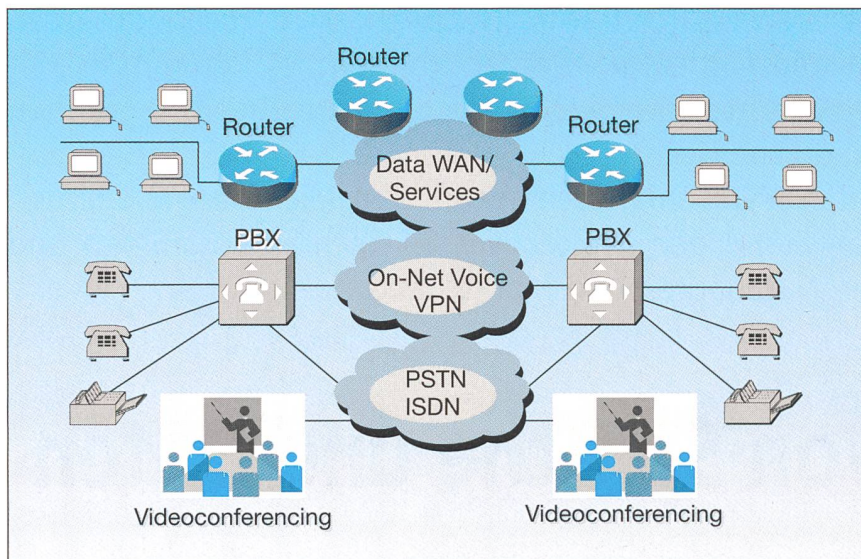 Router
Router
Router
Data WAN/
Services
PBX
PBX
On-Net Voice
VPN
PSTN
ISDN
Videoconferencing
Videoconferencing